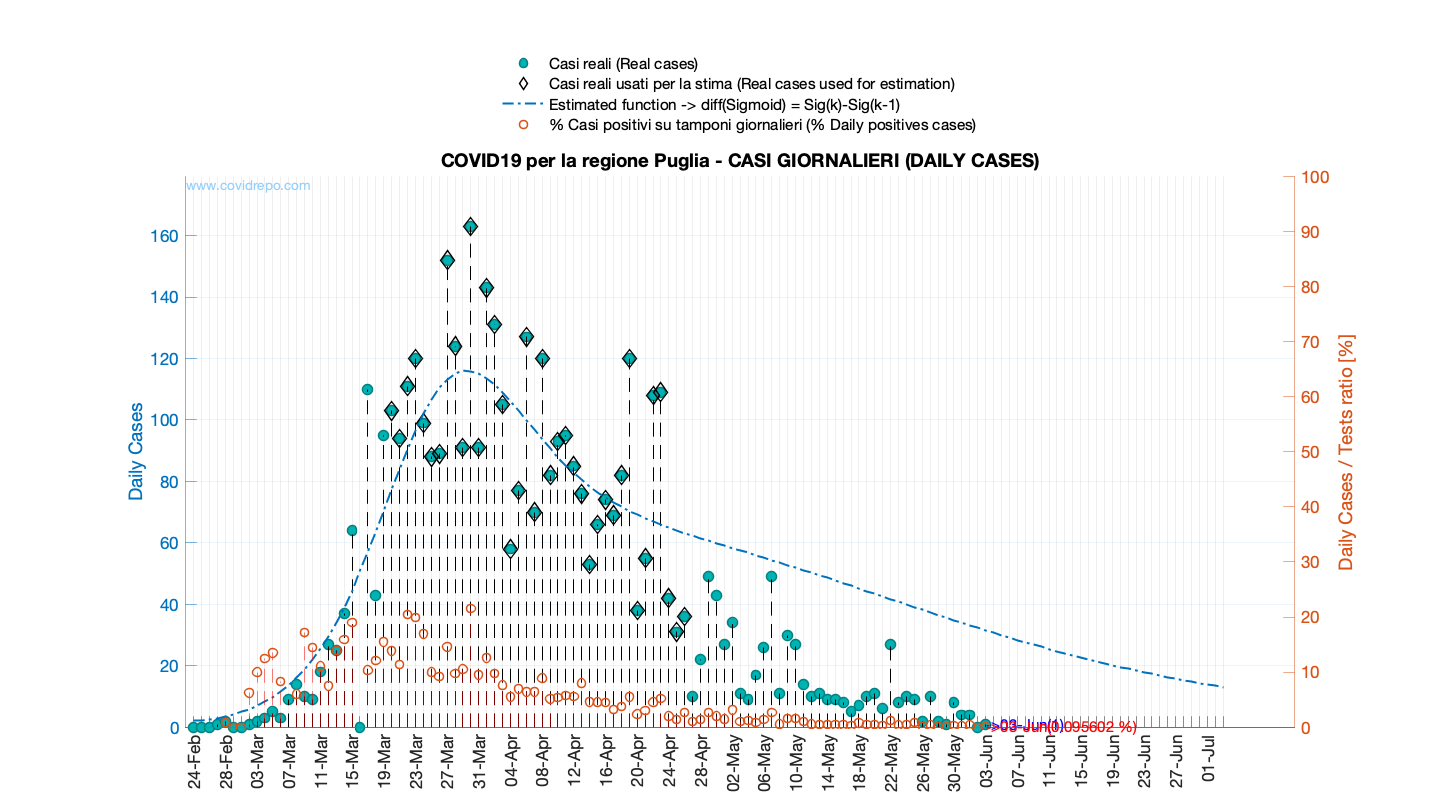 Casi reali (Real cases)
Casi reali usati per la stima (Real cases used for estimation)
Estimated function -> diff(Sigmoid) = Sig(k)-Sig(k-1)
% Casi positivi su tamponi giornalieri (% Daily positives cases)
COVID19 per la regione Puglia - CASI GIORNALIERI (DAILY CASES)
www.covidrepo.com
Daily Cases
0
20
40
60
80
100
120
140
160
Daily Cases / Tests ratio [%]
0
10
20
30
40
50
60
70
80
90
100
24-Feb
28-Feb
03-Mar
07-Mar
11-Mar
15-Mar
19-Mar
23-Mar
27-Mar
31-Mar
04-Apr
08-Apr
12-Apr
16-Apr
20-Apr
24-Apr
28-Apr
02-May
06-May
10-May
14-May
18-May
22-May
26-May
30-May
03-Jun
07-Jun
11-Jun
15-Jun
19-Jun
23-Jun
27-Jun
01-Jul